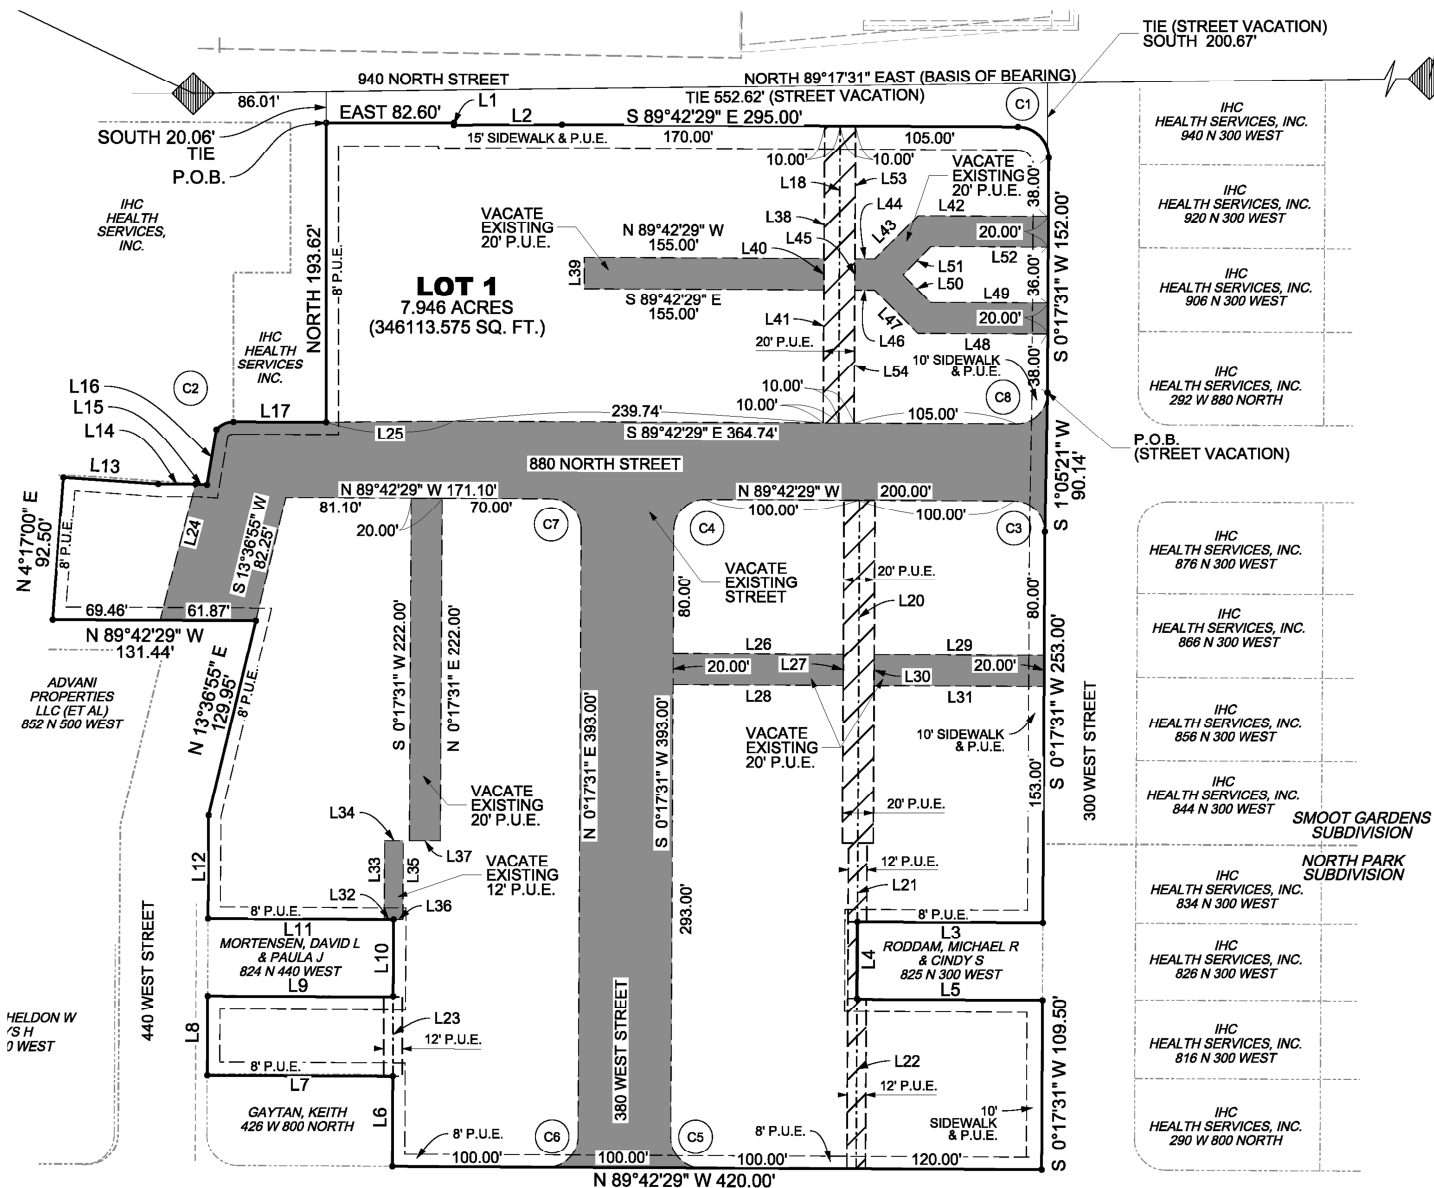 TIE (STREET VACATION)
SOUTH 200.67'
940 NORTH STREET
NORTH 89°17'31" EAST (BASIS OF BEARING)
TIE 552.62' (STREET VACATION)
C1
86.01'
EAST 82.60'
L1
L2
S 89°42'29" E 295.00'
SOUTH 20.06'
TIE
P.O.B.
15' SIDEWALK & P.U.E.
170.00'
105.00'
10.00'
10.00'
L18
L53
L38
L44
L45
L40
L43
L42
VACATE
EXISTING
20' P.U.E.
38.00'
20.00'
L52
L51
L50
36.00'
L49
20.00'
L48
L47
L46
38.00'
S 0°17'31" W 152.00'
IHC
HEALTH SERVICES, INC.
940 N 300 WEST
IHC
HEALTH SERVICES, INC.
920 N 300 WEST
IHC
HEALTH SERVICES, INC.
906 N 300 WEST
IHC
HEALTH SERVICES, INC.
292 W 880 NORTH
IHC
HEALTH
SERVICES,
INC.
IHC
HEALTH
SERVICES
INC.
NORTH 193.62'
8' P.U.E.
VACATE
EXISTING
20' P.U.E.
N 89°42'29" W
155.00'
L39
S 89°42'29" E
155.00'
LOT 1
7.946 ACRES
(346113.575 SQ. FT.)
L41
20' P.U.E.
L54
10' SIDEWALK
& P.U.E.
10.00'
10.00'
239.74'
105.00'
C8
C2
L16
L15
L14
L17
L13
L25
S 89°42'29" E 364.74'
880 NORTH STREET
P.O.B.
(STREET VACATION)
S 1°05'21" W
90.14'
N 4°17'00" E
92.50'
8' P.U.E.
L24
S 13°36'55" W
82.25'
N 89°42'29" W 171.10'
81.10'
20.00'
70.00'
C7
C4
N 89°42'29" W 200.00'
100.00'
100.00'
C3
69.46'
61.87'
N 89°42'29" W
131.44'
VACATE
EXISTING
STREET
80.00'
20' P.U.E.
L20
80.00'
L26
L29
20.00'
L27
L30
20.00'
L28
L31
VACATE
EXISTING
20' P.U.E.
10' SIDEWALK
& P.U.E.
20' P.U.E.
153.00'
S 0°17'31" W 253.00'
300 WEST STREET
IHC
HEALTH SERVICES, INC.
876 N 300 WEST
IHC
HEALTH SERVICES, INC.
866 N 300 WEST
IHC
HEALTH SERVICES, INC.
856 N 300 WEST
IHC
HEALTH SERVICES, INC.
844 N 300 WEST
SMOOT GARDENS
SUBDIVISION
NORTH PARK
SUBDIVISION
IHC
HEALTH SERVICES, INC.
834 N 300 WEST
IHC
HEALTH SERVICES, INC.
826 N 300 WEST
IHC
HEALTH SERVICES, INC.
816 N 300 WEST
IHC
HEALTH SERVICES, INC.
290 W 800 NORTH
ADVANI
PROPERTIES
LLC (ET AL)
852 N 500 WEST
N 13°36'55" E
129.95'
8' P.U.E.
S 0°17'31" W 222.00'
N 0°17'31" E 222.00'
N 0°17'31" E 393.00'
S 0°17'31" W 393.00'
VACATE
EXISTING
20' P.U.E.
L34
L37
L33
L35
VACATE
EXISTING
12' P.U.E.
L12
L32
L36
8' P.U.E.
L11
MORTENSEN, DAVID L
& PAULA J
824 N 440 WEST
L10
L9
L8
L23
12' P.U.E.
8' P.U.E.
L7
GAYTAN, KEITH
426 W 800 NORTH
L6
440 WEST STREET
HELDON W
'S H
0 WEST
293.00'
380 WEST STREET
12' P.U.E.
L21
8' P.U.E.
L3
RODDAM, MICHAEL R
& CINDY S
825 N 300 WEST
L4
L5
L22
12' P.U.E.
10'
SIDEWALK
& P.U.E.
S 0°17'31" W 109.50'
C6
C5
8' P.U.E.
8' P.U.E.
100.00'
100.00'
100.00'
120.00'
N 89°42'29" W 420.00'